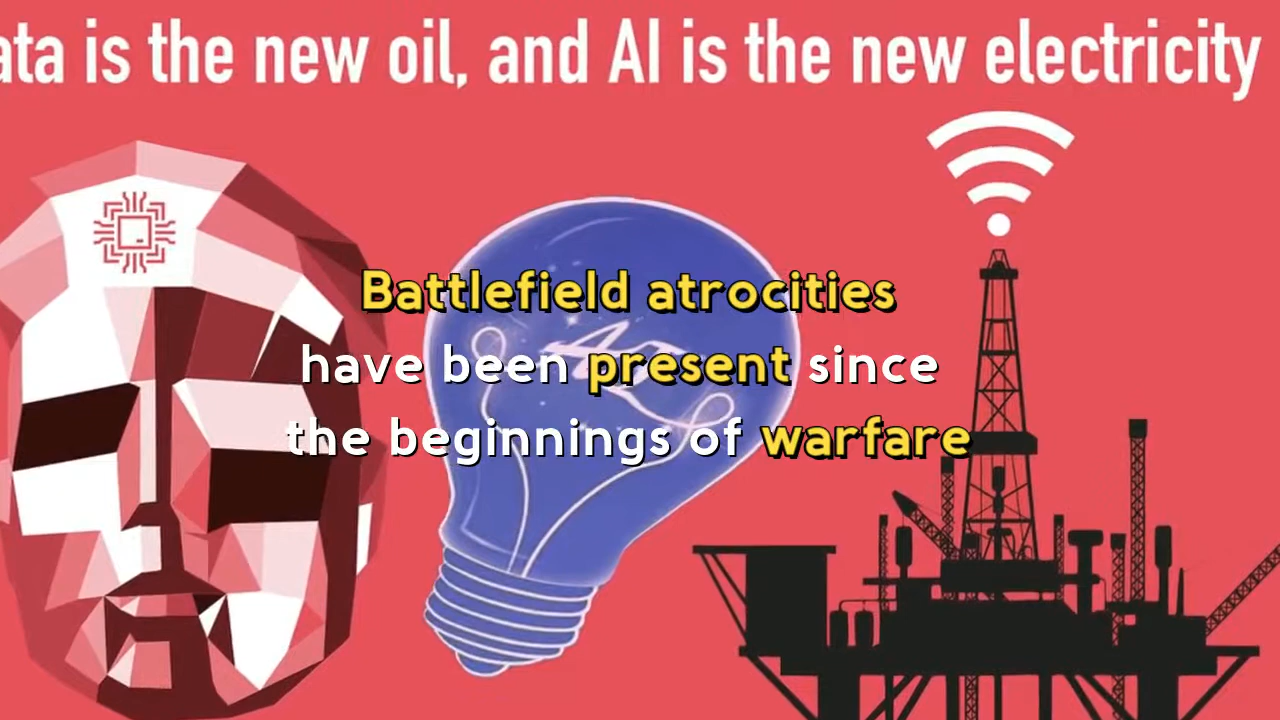 ata is the new oil, and AI is the new electricity
Battlefield atrocities
have been present since
the beginnings of warfare